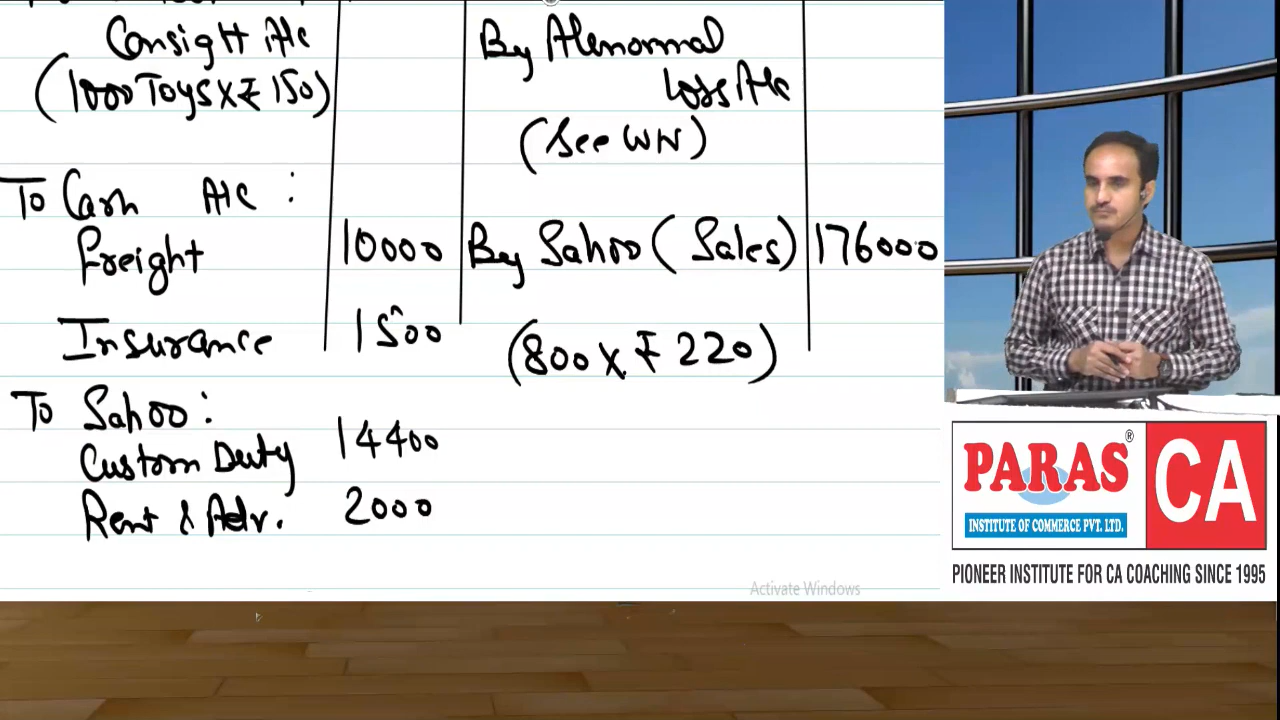 Consigt A/c
(1000 Toys x ₹ 150)
By Abnormal
Loss A/c
(See WN)
To Cash A/c :
Freight 10000
By Sahoo (Sales) 176000
Insurance 1500
(800 x ₹ 220)
To Sahoo :
Custom Duty 14400
Rent & Adv. 2000
PARAS®
INSTITUTE OF COMMERCE PVT. LTD.
CA
PIONEER INSTITUTE FOR CA COACHING SINCE 1995
Activate Windows